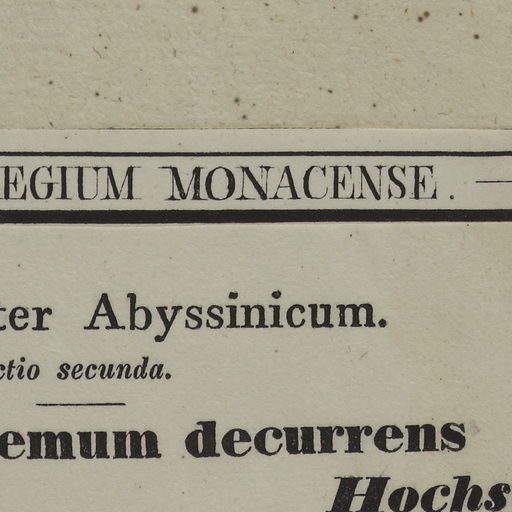 EGIUM MONACENSE. —
ter Abyssinicum.
ctio secunda.
emum decurrens
Hochs